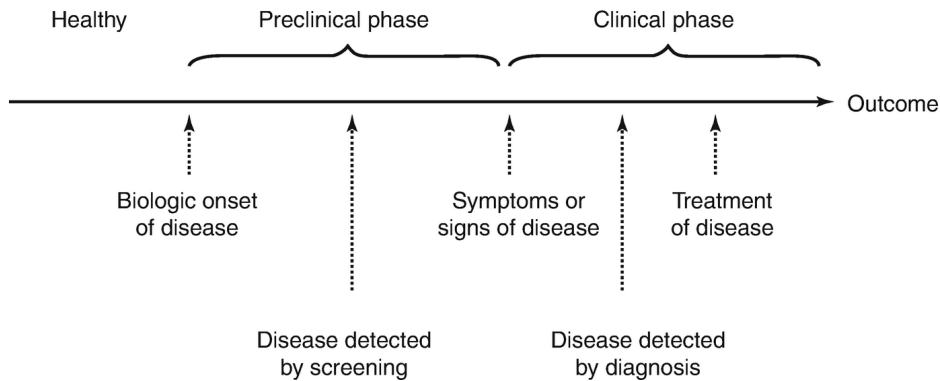 Healthy
Preclinical phase
Clinical phase
Outcome
Biologic onset
of disease
Symptoms or
signs of disease
Treatment
of disease
Disease detected
by screening
Disease detected
by diagnosis